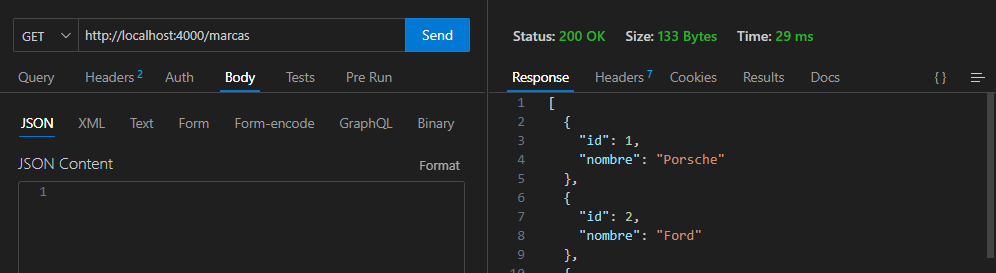 GET http://localhost:4000/marcas Send
Query Headers 2 Auth Body Tests Pre Run
JSON XML Text Form Form-encode GraphQL Binary
JSON Content Format
1
Status: 200 OK Size: 133 Bytes Time: 29 ms
Response Headers 7 Cookies Results Docs { }
1 [
2 {
3 "id": 1,
4 "nombre": "Porsche"
5 },
6 {
7 "id": 2,
8 "nombre": "Ford"
9 },
10 {